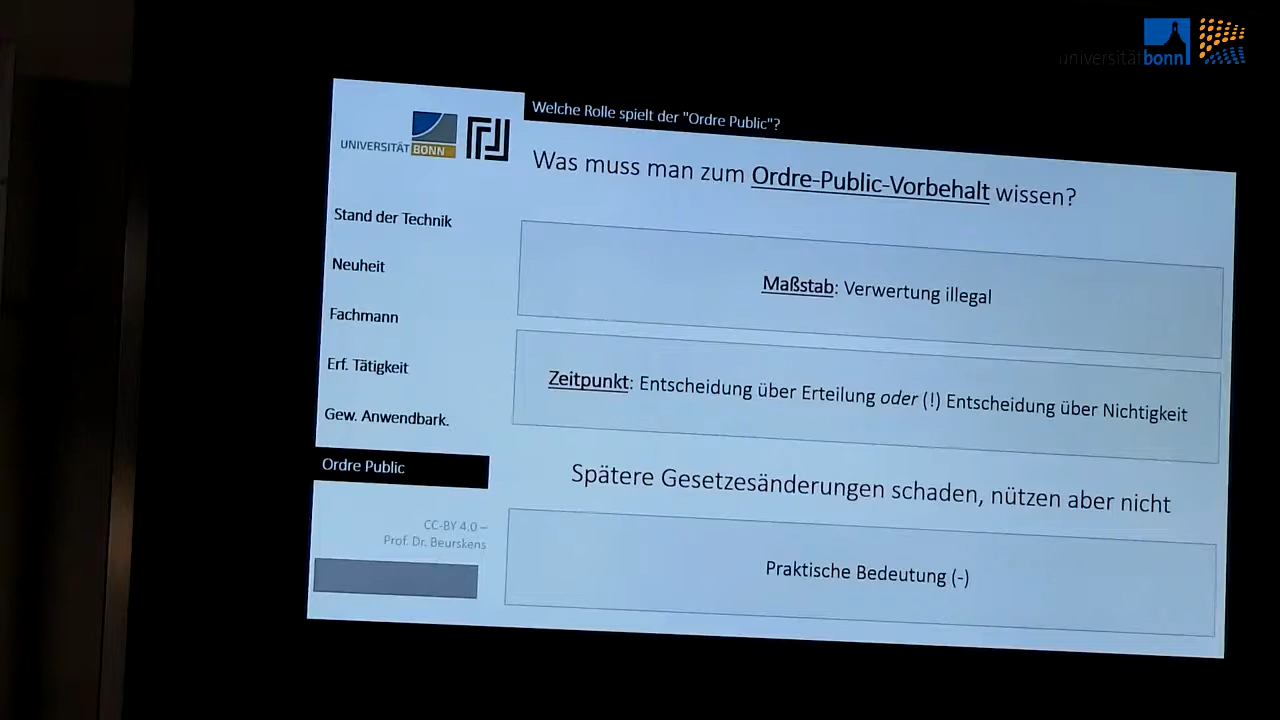 universitätbonn
Welche Rolle spielt der "Ordre Public"?
UNIVERSITÄT BONN
Was muss man zum Ordre-Public-Vorbehalt wissen?
Stand der Technik
Neuheit
Fachmann
Erf. Tätigkeit
Gew. Anwendbark.
Ordre Public
CC-BY 4.0 –
Prof. Dr. Beurskens
Maßstab: Verwertung illegal
Zeitpunkt: Entscheidung über Erteilung oder (!) Entscheidung über Nichtigkeit
Spätere Gesetzesänderungen schaden, nützen aber nicht
Praktische Bedeutung (-)